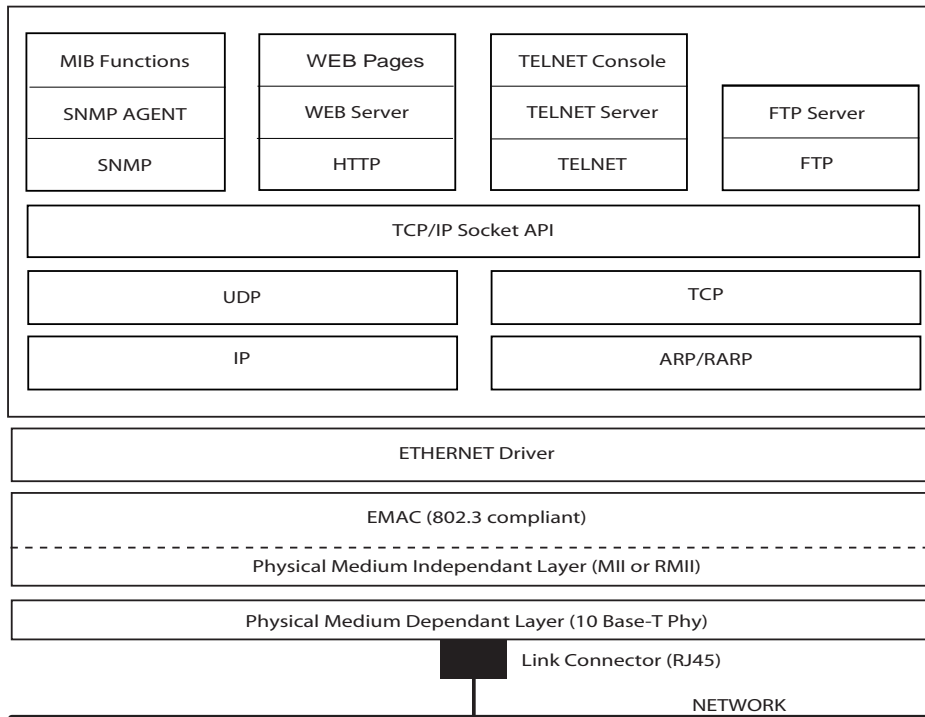 MIB Functions
SNMP AGENT
SNMP
WEB Pages
WEB Server
HTTP
TELNET Console
TELNET Server
TELNET
FTP Server
FTP
TCP/IP Socket API
UDP
TCP
IP
ARP/RARP
ETHERNET Driver
EMAC (802.3 compliant)
Physical Medium Independant Layer (MII or RMII)
Physical Medium Dependant Layer (10 Base-T Phy)
Link Connector (RJ45)
NETWORK